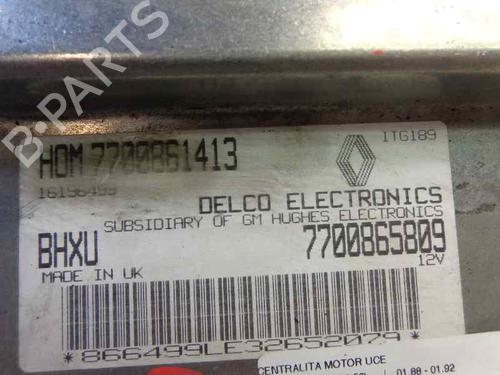 B-PARTS
HOM 7700861413
1TG189
16196499
DELCO ELECTRONICS
SUBSIDIARY OF GM HUGHES ELECTRONICS
BHXU
7700865809
MADE IN UK
12V
*866499LE32652079*
CENTRALITA MOTOR UCE
| 01.88 - 01.92